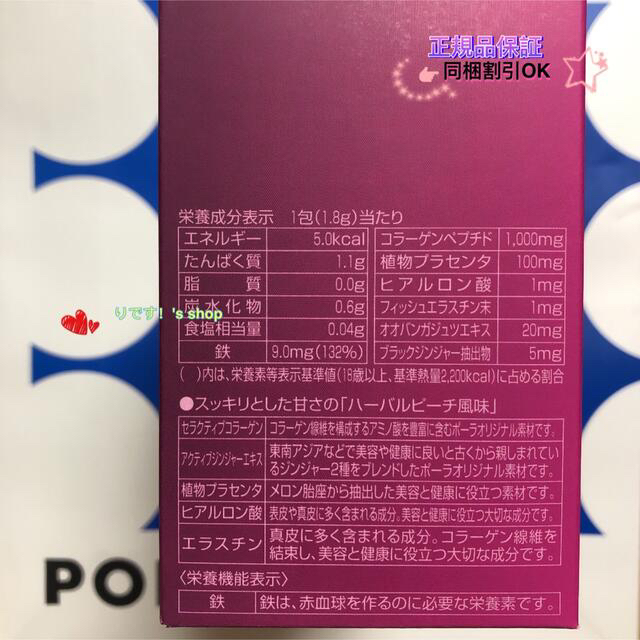 正規品保証
同梱割引OK
栄養成分表示 1包(1.8g)当たり
エネルギー 5.0kcal
たんぱく質 1.1g
脂質 0.0g
炭水化物 0.6g
食塩相当量 0.04g
鉄 9.0mg(132%)
コラーゲンペプチド 1,000mg
植物プラセンタ 100mg
ヒアルロン酸 1mg
フィッシュエラスチン末 1mg
オオバンガジュツエキス 20mg
ブラックジンジャー抽出物 5mg
りです！'s shop
( )内は、栄養素等表示基準値(18歳以上、基準熱量2,200kcal)に占める割合
●スッキリとした甘さの「ハーバルピーチ風味」
セラクティブコラーゲン コラーゲン線維を構成するアミノ酸を豊富に含むポーラオリジナル素材です。
アクティブジンジャーエキス 東南アジアなどで美容や健康に良いと古くから親しまれて
いるジンジャー2種をブレンドしたポーラオリジナル素材です。
植物プラセンタ メロン胎座から抽出した美容と健康に役立つ素材です。
ヒアルロン酸 表皮や真皮に多く含まれる成分。美容と健康に役立つ大切な成分です。
エラスチン 真皮に多く含まれる成分。コラーゲン線維を
結束し、美容と健康に役立つ大切な成分です。
〈栄養機能表示〉
鉄 鉄は、赤血球を作るのに必要な栄養素です。
PO